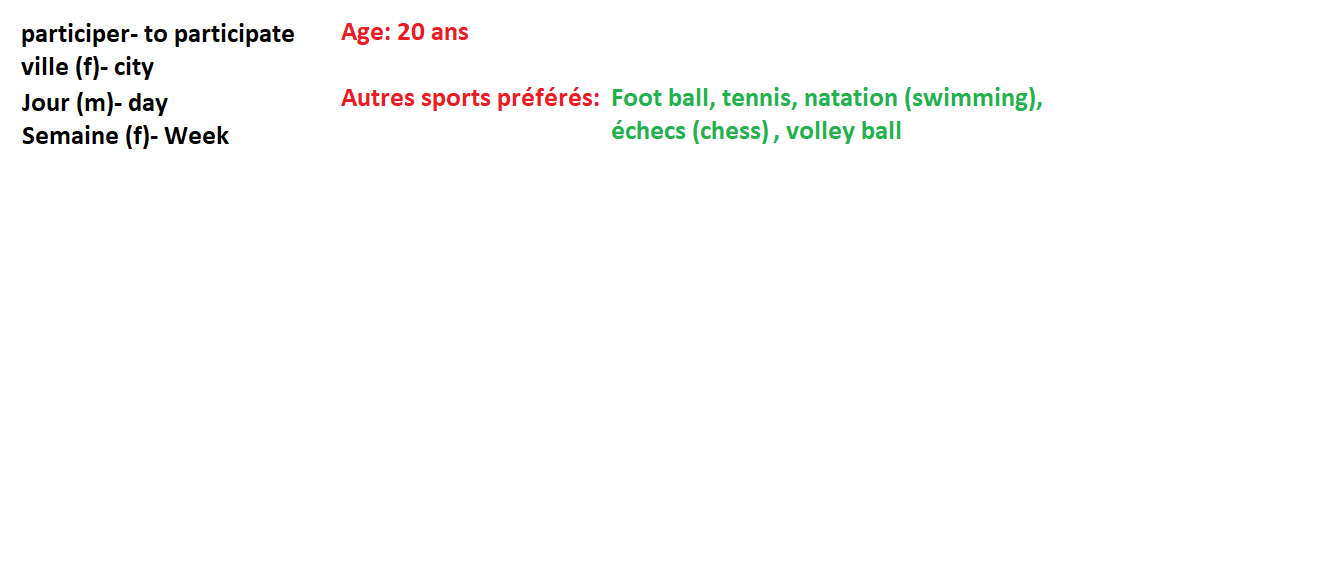 participer- to participate
ville (f)- city
Jour (m)- day
Semaine (f)- Week
Age: 20 ans
Autres sports préférés: Foot ball, tennis, natation (swimming),
échecs (chess) , volley ball